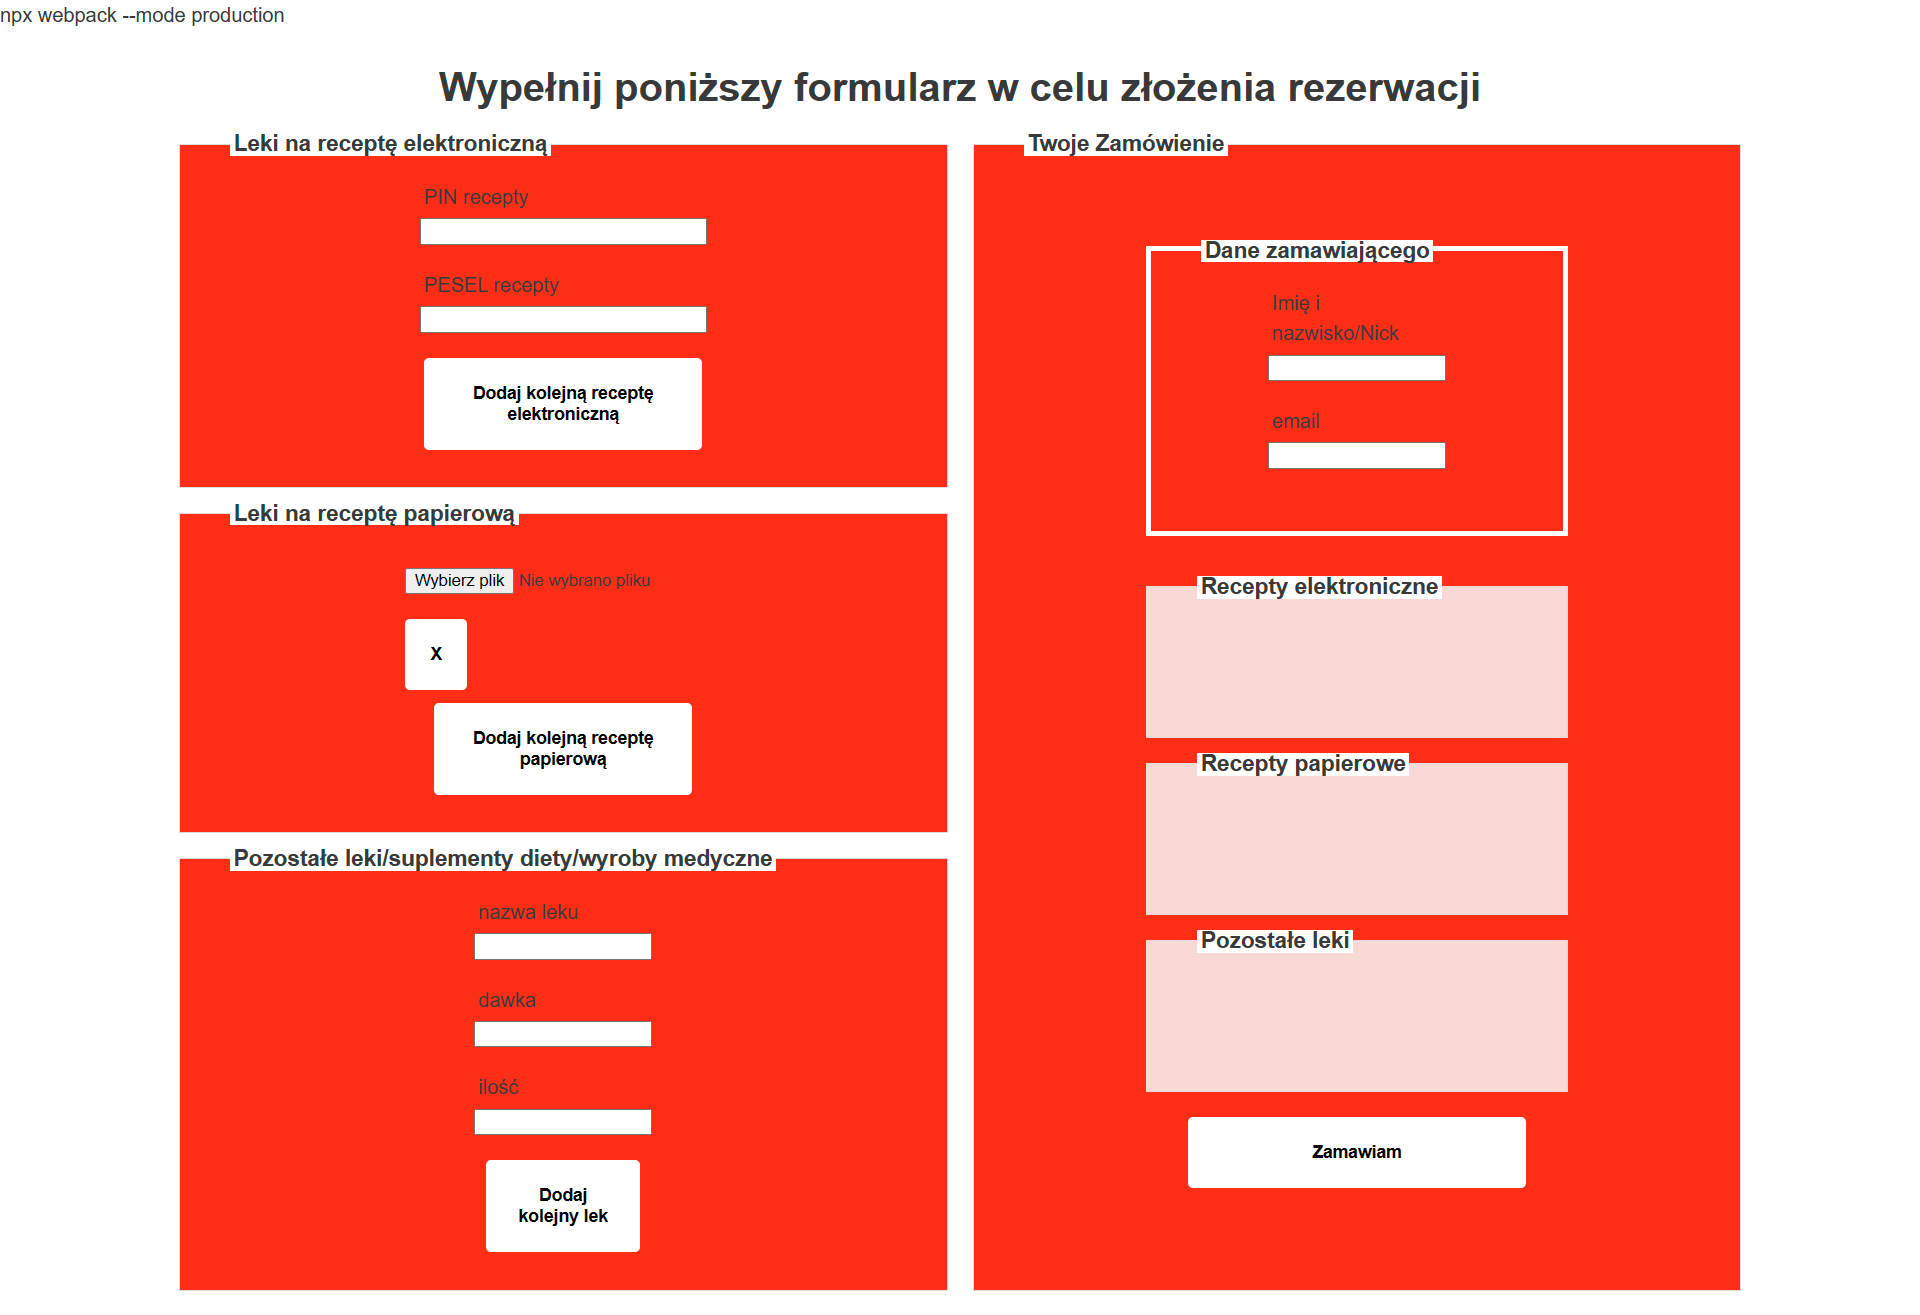 npx webpack --mode production
Wypełnij poniższy formularz w celu złożenia rezerwacji
Leki na receptę elektroniczną
PIN recepty
PESEL recepty
Dodaj kolejną receptę
elektroniczną
Leki na receptę papierową
Wybierz plik Nie wybrano pliku
X
Dodaj kolejną receptę
papierową
Pozostałe leki/suplementy diety/wyroby medyczne
nazwa leku
dawka
ilość
Dodaj
kolejny lek
Twoje Zamówienie
Dane zamawiającego
Imię i
nazwisko/Nick
email
Recepty elektroniczne
Recepty papierowe
Pozostałe leki
Zamawiam